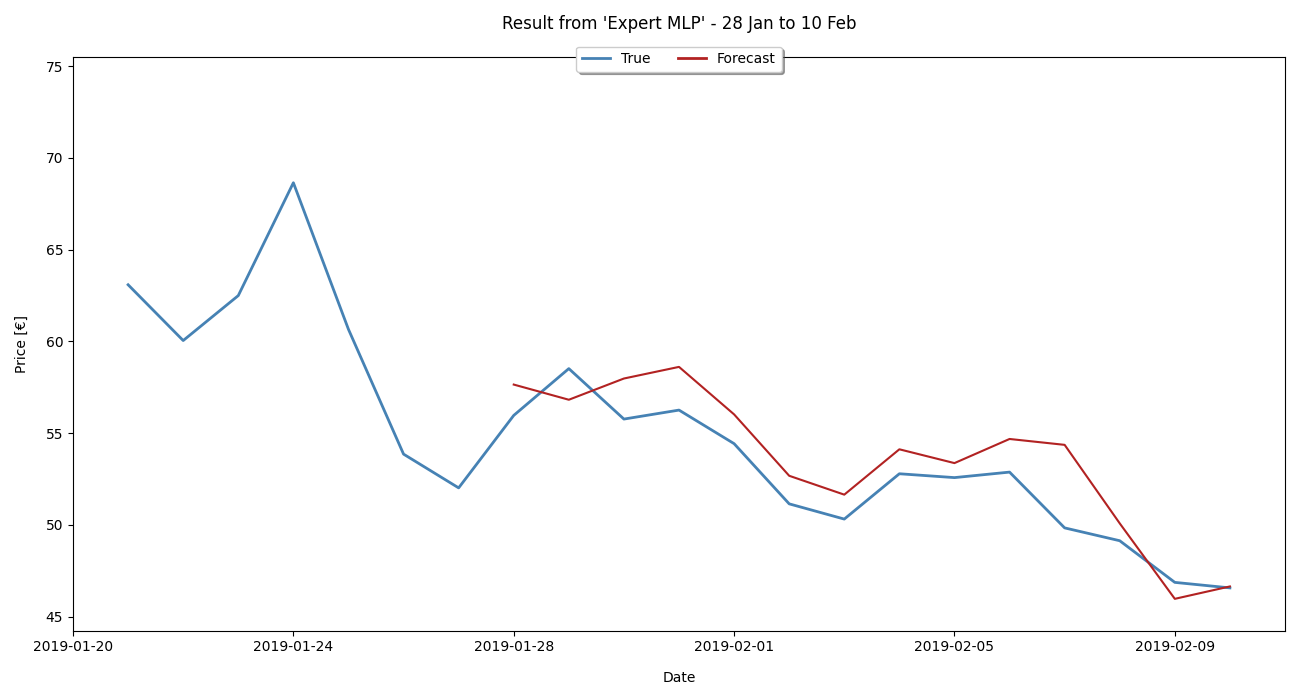 Result from 'Expert MLP' - 28 Jan to 10 Feb
True
Forecast
75
70
65
60
55
50
45
Price [€]
2019-01-20
2019-01-24
2019-01-28
2019-02-01
2019-02-05
2019-02-09
Date